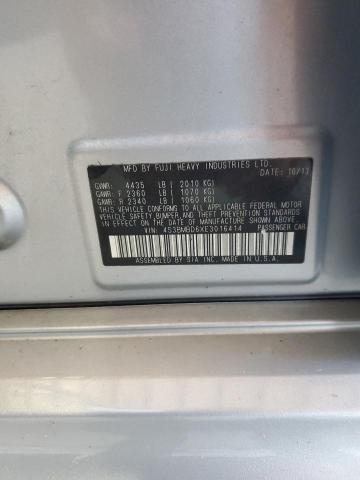 MFD BY FUJI HEAVY INDUSTRIES LTD.
DATE: 10/13
GVWR: 4435 LB (2010 KG)
GAWR: F 2360 LB (1070 KG)
GAWR: R 2340 LB (1060 KG)
THIS VEHICLE CONFORMS TO ALL APPLICABLE FEDERAL MOTOR
VEHICLE SAFETY, BUMPER, AND THEFT PREVENTION STANDARDS
IN EFFECT ON THE DATE OF MANUFACTURE SHOWN ABOVE.
VIN: 4S3BMBD6XE3016414
PASSENGER CAR
ASSEMBLED BY SIA, INC. MADE IN U.S.A.